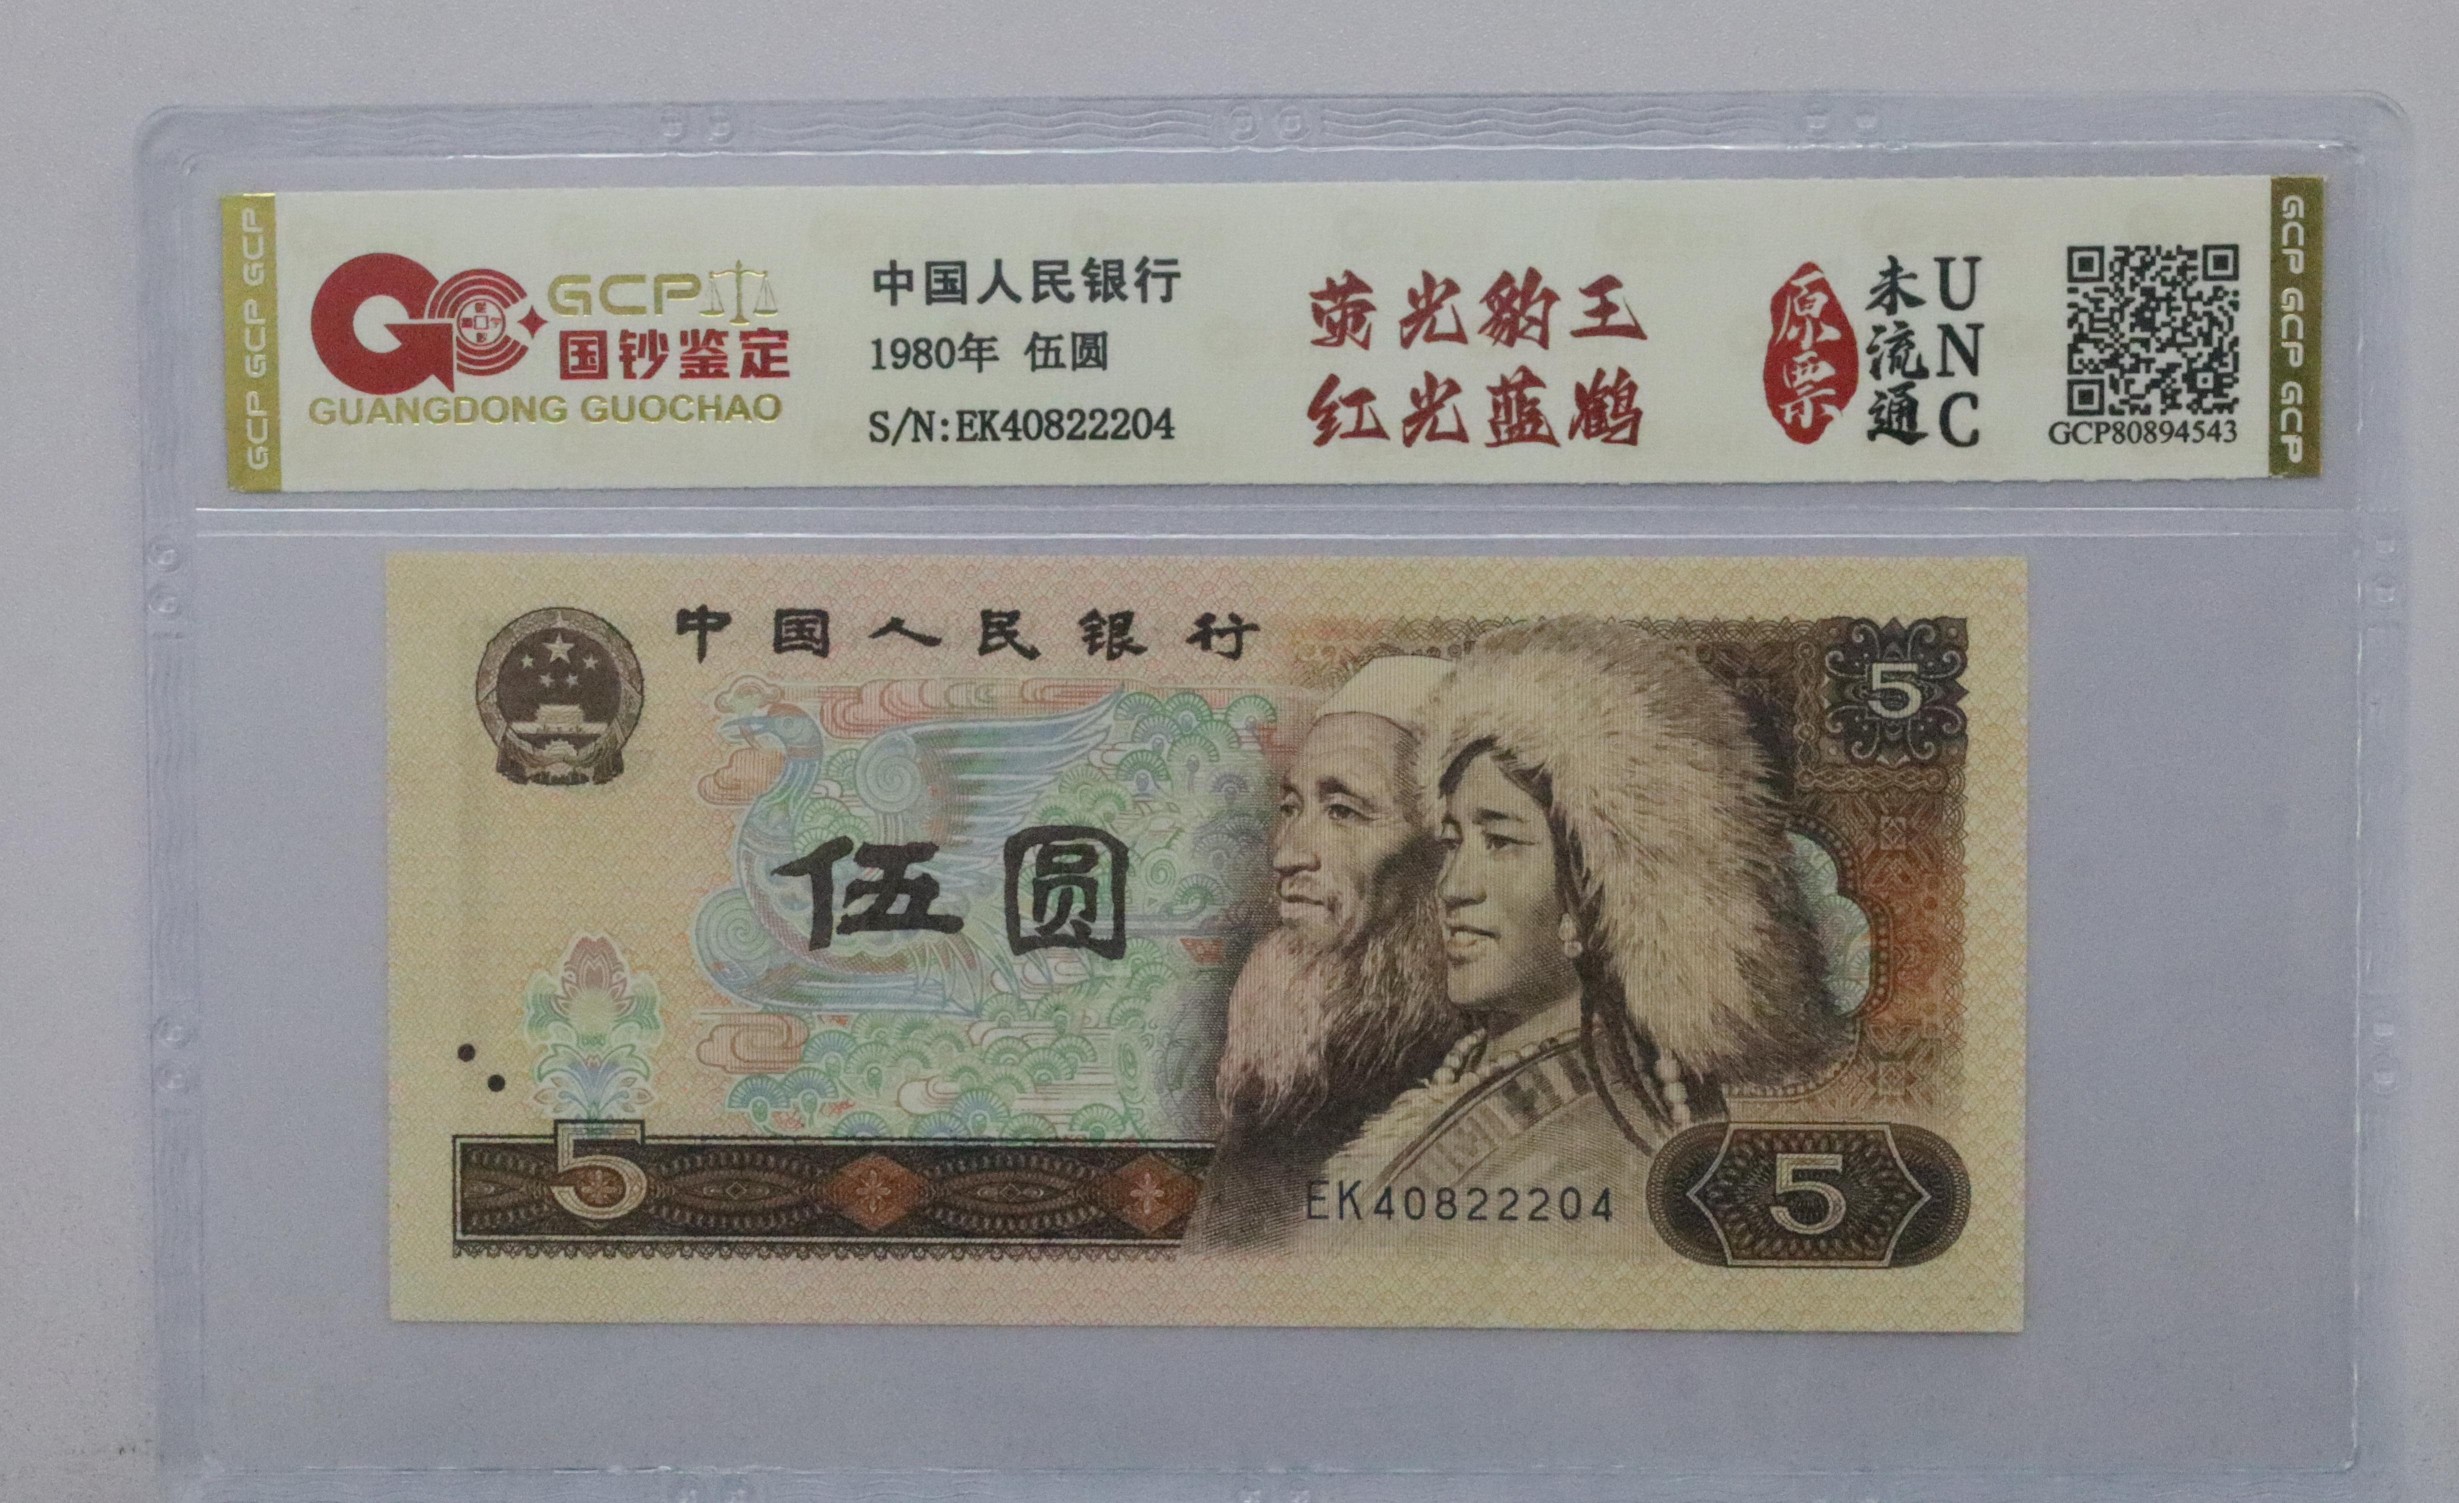 GCP GCP GCP
GCP
国钞鉴定
GUANGDONG GUOCHAO
中国人民银行
1980年 伍圆
S/N:EK40822204
荧光豹王
红光蓝鹤
原票
未流通
UNC
GCP80894543
GCP GCP GCP
中国人民银行
5
伍圆
5
EK40822204
5